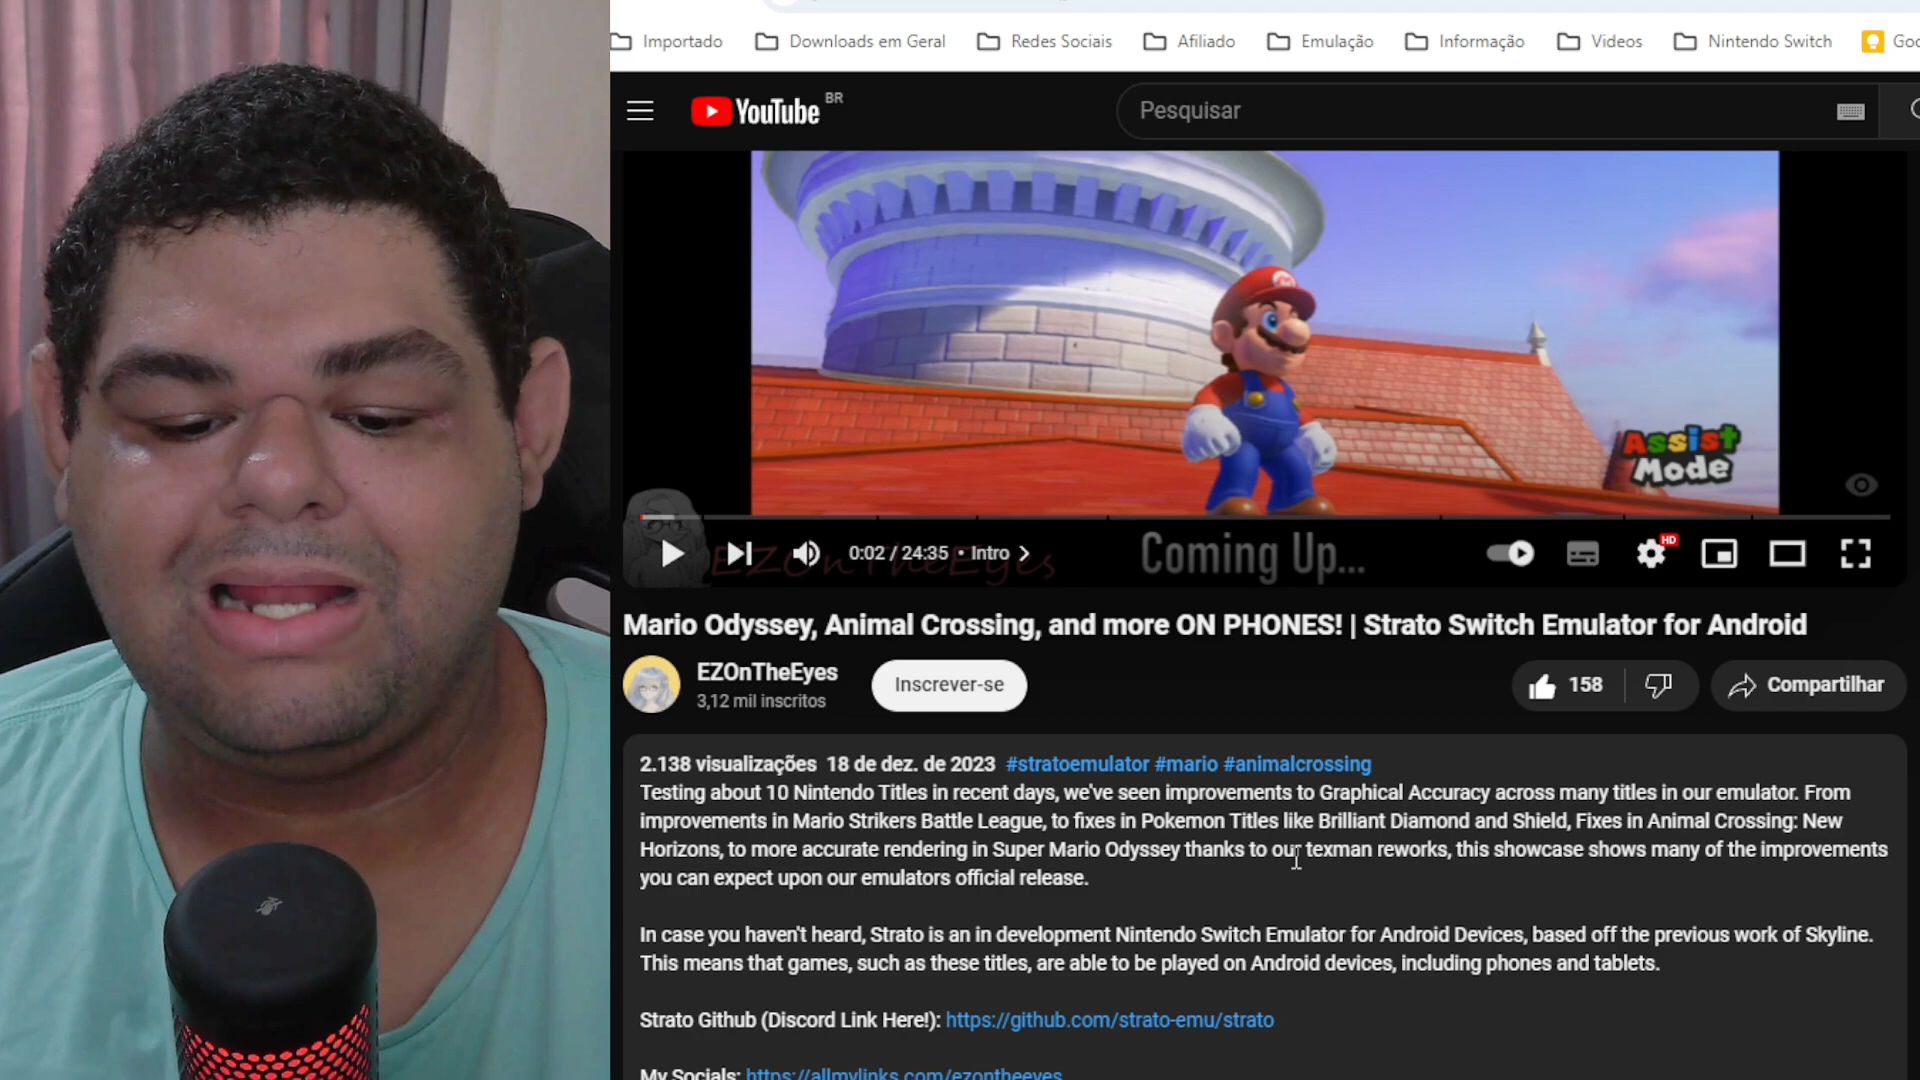 Importado Downloads em Geral Redes Sociais Afiliado Emulação Informação Videos Nintendo Switch Goo
YouTube BR
Pesquisar
Assist
Mode
0:02 / 24:35 • Intro
EZOnTheEyes
Coming Up...
HD
Mario Odyssey, Animal Crossing, and more ON PHONES! | Strato Switch Emulator for Android
EZOnTheEyes
3,12 mil inscritos
Inscrever-se
158
Compartilhar
2.138 visualizações 18 de dez. de 2023 #stratoemulator #mario #animalcrossing
Testing about 10 Nintendo Titles in recent days, we've seen improvements to Graphical Accuracy across many titles in our emulator. From
improvements in Mario Strikers Battle League, to fixes in Pokemon Titles like Brilliant Diamond and Shield, Fixes in Animal Crossing: New
Horizons, to more accurate rendering in Super Mario Odyssey thanks to our texman reworks, this showcase shows many of the improvements
you can expect upon our emulators official release.
In case you haven't heard, Strato is an in development Nintendo Switch Emulator for Android Devices, based off the previous work of Skyline.
This means that games, such as these titles, are able to be played on Android devices, including phones and tablets.
Strato Github (Discord Link Here!): https://github.com/strato-emu/strato
My Socials: https://allmylinks.com/ezontheeyes